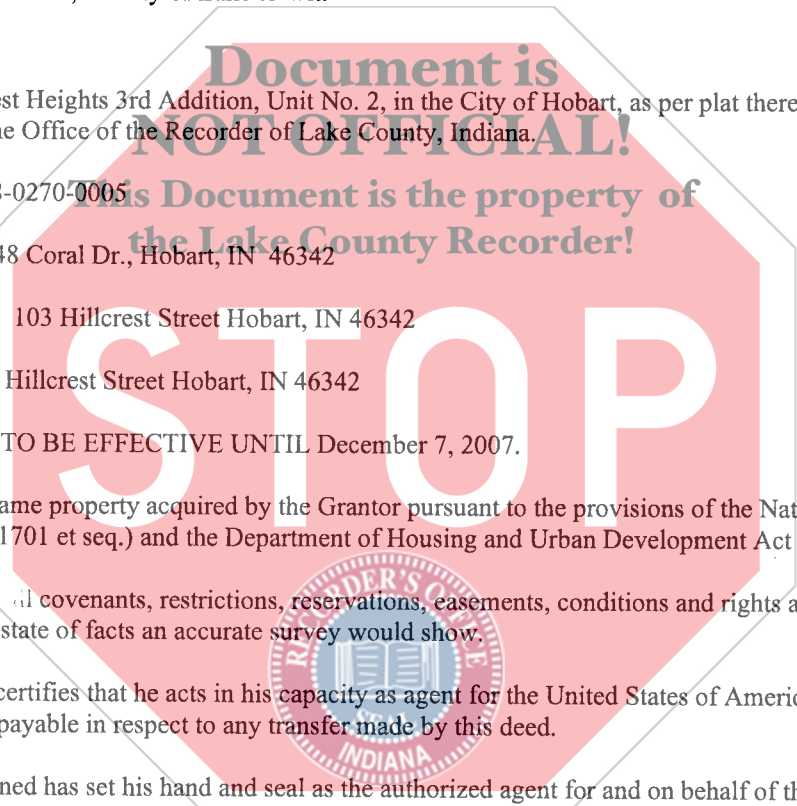 Document is
est Heights 3rd Addition, Unit No. 2, in the City of Hobart, as per plat there
NOT OFFICIAL!
e Office of the Recorder of Lake County, Indiana.
-0270-0005
This Document is the property of
the Lake County Recorder!
48 Coral Dr., Hobart, IN 46342
103 Hillcrest Street Hobart, IN 46342
Hillcrest Street Hobart, IN 46342
STOP
TO BE EFFECTIVE UNTIL December 7, 2007.
ame property acquired by the Grantor pursuant to the provisions of the Nat
1701 et seq.) and the Department of Housing and Urban Development Act
l covenants, restrictions, reservations, easements, conditions and rights a
state of facts an accurate survey would show.
RECORDER'S OFFICE
certifies that he acts in his capacity as agent for the United States of Americ
payable in respect to any transfer made by this deed.
SEAL
INDIANA
ned has set his hand and seal as the authorized agent for and on behalf of th